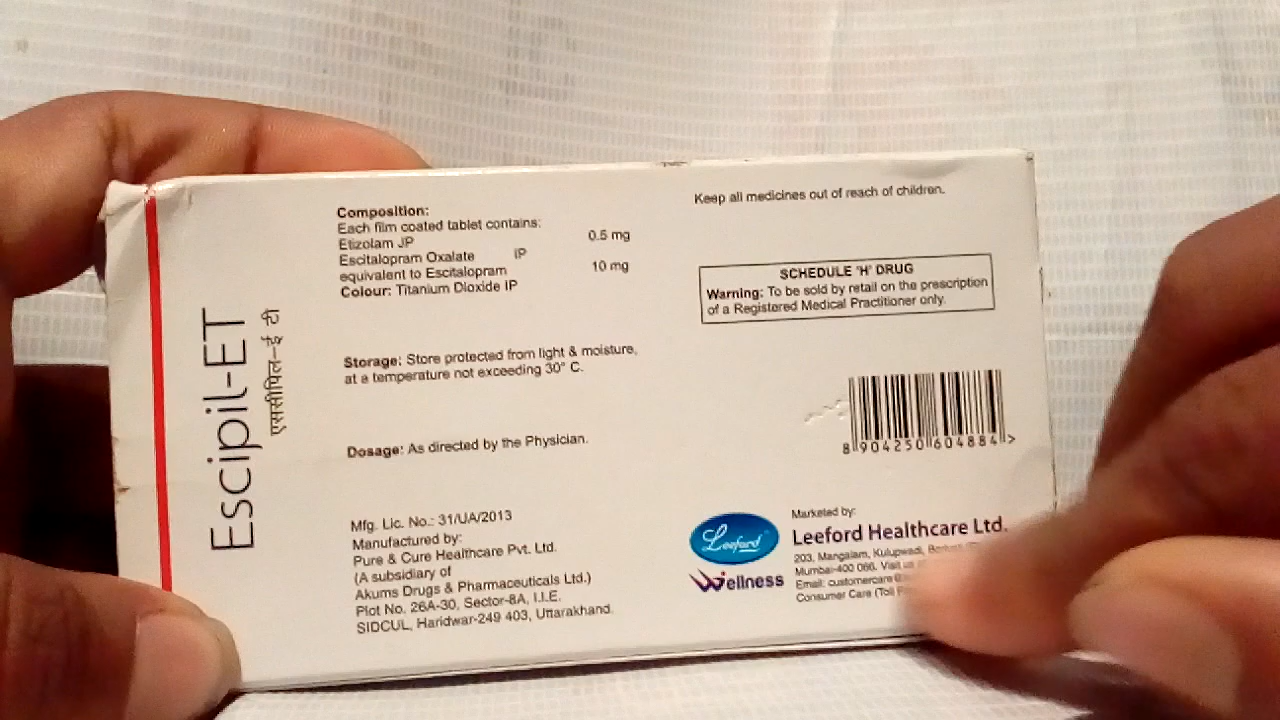 Escipil-ET
एससीपिल-ई टी
Composition:
Each film coated tablet contains:
Etizolam JP 0.5 mg
Escitalopram Oxalate IP
equivalent to Escitalopram 10 mg
Colour: Titanium Dioxide IP
Storage: Store protected from light & moisture,
at a temperature not exceeding 30° C.
Dosage: As directed by the Physician.
Mfg. Lic. No.: 31/UA/2013
Manufactured by:
Pure & Cure Healthcare Pvt. Ltd.
(A subsidiary of
Akums Drugs & Pharmaceuticals Ltd.)
Plot No. 26A-30, Sector-8A, I.I.E.
SIDCUL, Haridwar-249 403, Uttarakhand.
Keep all medicines out of reach of children.
SCHEDULE 'H' DRUG
Warning: To be sold by retail on the prescription
of a Registered Medical Practitioner only.
8 904250 604884 >
Leeford
Wellness
Marketed by:
Leeford Healthcare Ltd.
203, Mangalam, Kulupwadi,
Mumbai-400 066. Visit us
Email: customercare
Consumer Care (Toll